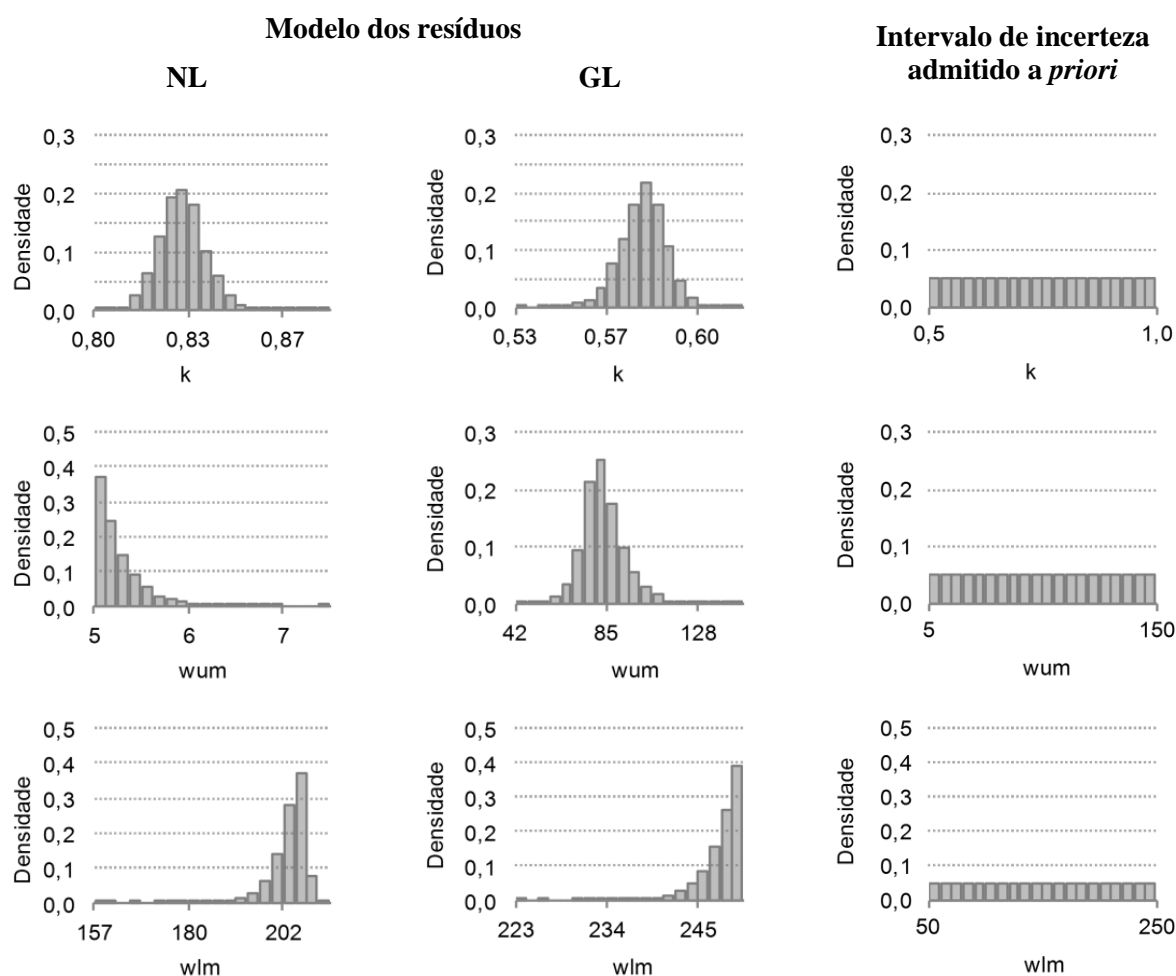 Modelo dos resíduos
Intervalo de incerteza
admitido a priori
NL
GL
0,3
0,2
0,1
0,0
Densidade
0,80 0,83 0,87
k
0,3
0,2
0,1
0,0
Densidade
0,53 0,57 0,60
k
0,3
0,2
0,1
0,0
Densidade
0,5 1,0
k
0,5
0,4
0,3
0,2
0,1
0,0
Densidade
5 6 7
wum
0,3
0,2
0,1
0,0
Densidade
42 85 128
wum
0,3
0,2
0,1
0,0
Densidade
5 150
wum
0,5
0,4
0,3
0,2
0,1
0,0
Densidade
157 180 202
wlm
0,5
0,4
0,3
0,2
0,1
0,0
Densidade
223 234 245
wlm
0,5
0,4
0,3
0,2
0,1
0,0
Densidade
50 250
wlm